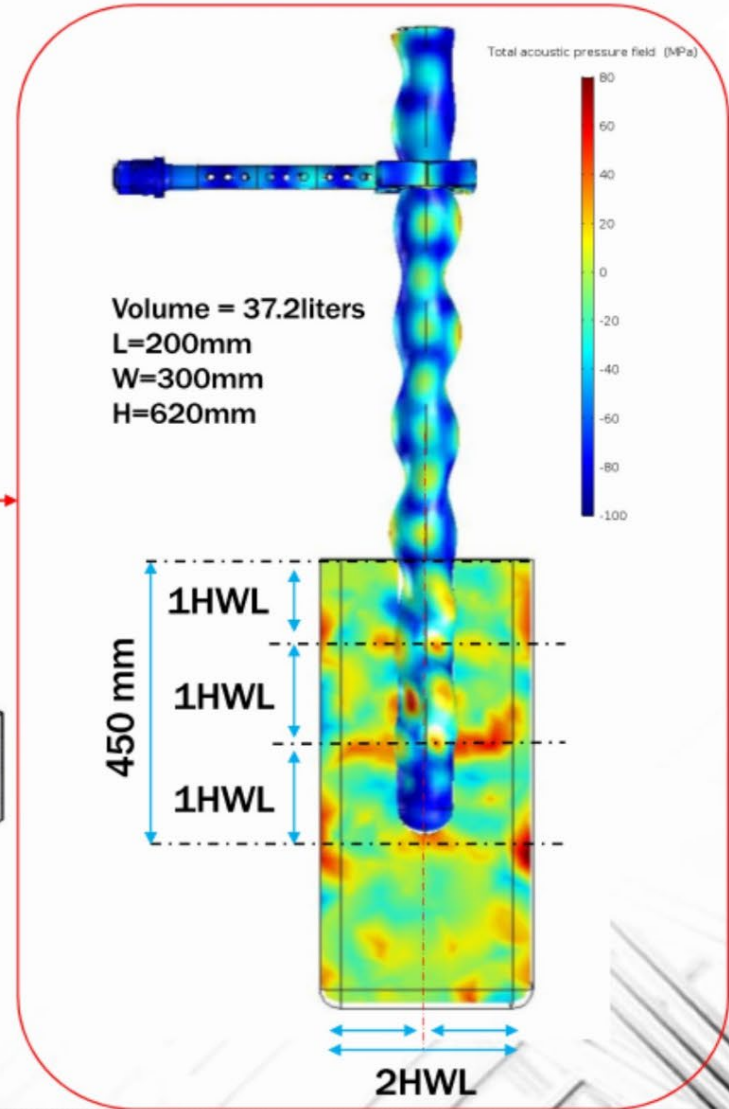 Total acoustic pressure field (MPa)
80
60
40
20
0
-20
-40
-60
-80
-100
Volume = 37.2liters
L=200mm
W=300mm
H=620mm
450 mm
1HWL
1HWL
1HWL
2HWL